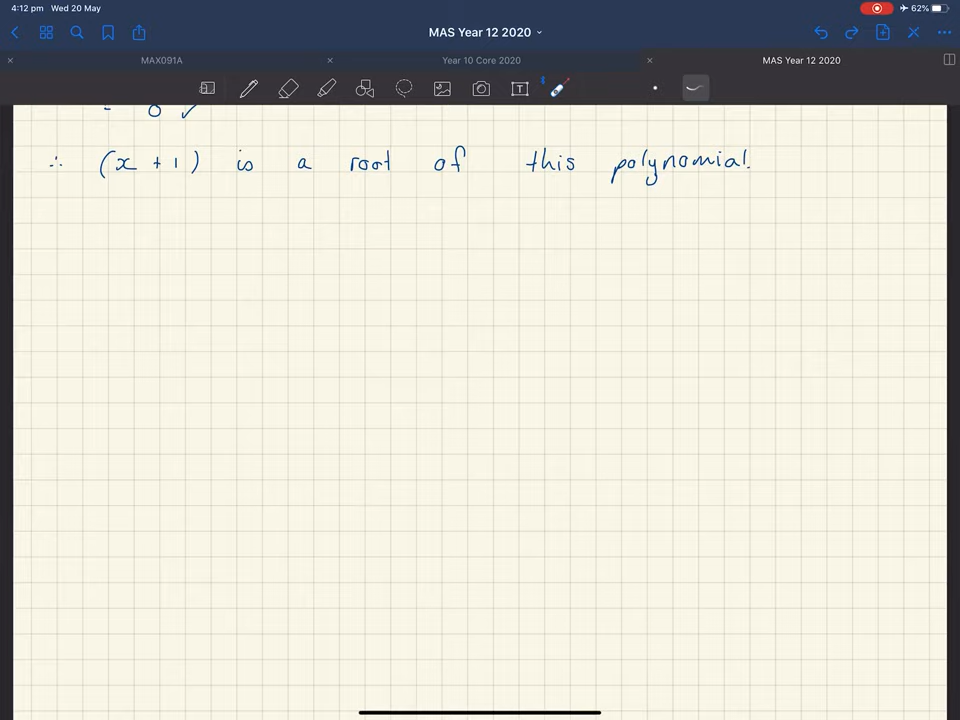 4:12 pm Wed 20 May
62%
MAS Year 12 2020
MAX091A
Year 10 Core 2020
MAS Year 12 2020
= 0 ✓
∴ (x + 1) is a root of this polynomial.